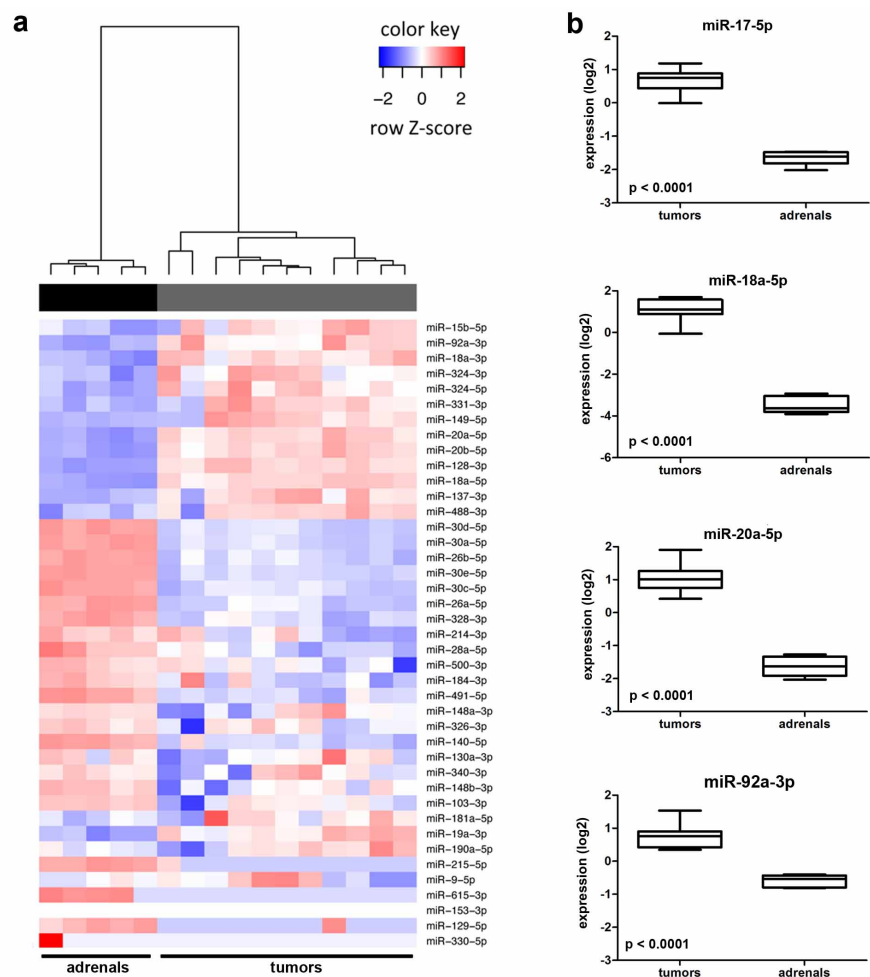 a
color key
−2 0 2
row Z-score
miR-15b-5p
miR-92a-3p
miR-18a-3p
miR-324-3p
miR-324-5p
miR-331-3p
miR-149-5p
miR-20a-5p
miR-20b-5p
miR-128-3p
miR-18a-5p
miR-137-3p
miR-488-3p
miR-30d-5p
miR-30a-5p
miR-26b-5p
miR-30e-5p
miR-30c-5p
miR-26a-5p
miR-328-3p
miR-214-3p
miR-28a-5p
miR-500-3p
miR-184-3p
miR-491-5p
miR-148a-3p
miR-326-3p
miR-140-5p
miR-130a-3p
miR-340-3p
miR-148b-3p
miR-103-3p
miR-181a-5p
miR-19a-3p
miR-190a-5p
miR-215-5p
miR-9-5p
miR-615-3p
miR-153-3p
miR-129-5p
miR-330-5p
adrenals tumors
b
miR-17-5p
expression (log2)
2
1
0
-1
-2
-3
p < 0.0001
tumors adrenals
miR-18a-5p
expression (log2)
2
0
-2
-4
-6
p < 0.0001
tumors adrenals
miR-20a-5p
expression (log2)
2
1
0
-1
-2
-3
p < 0.0001
tumors adrenals
miR-92a-3p
expression (log2)
2
1
0
-1
-2
-3
p < 0.0001
tumors adrenals